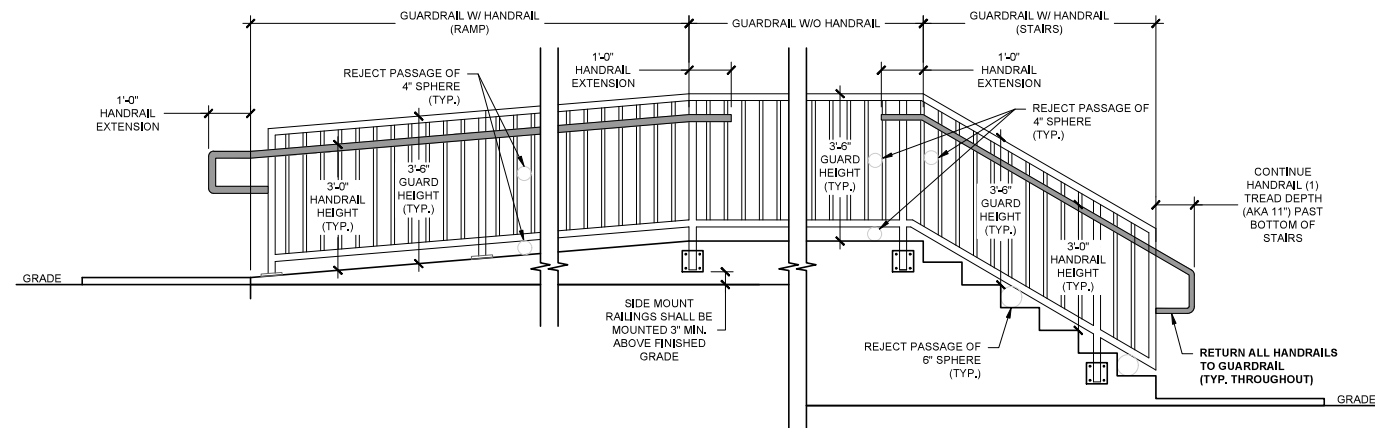 GUARDRAIL W/ HANDRAIL
(RAMP)
GUARDRAIL W/O HANDRAIL
GUARDRAIL W/ HANDRAIL
(STAIRS)
1'-0"
HANDRAIL
EXTENSION
REJECT PASSAGE OF
4" SPHERE
(TYP.)
1'-0"
HANDRAIL
EXTENSION
1'-0"
HANDRAIL
EXTENSION
REJECT PASSAGE OF
4" SPHERE
(TYP.)
3'-0"
HANDRAIL
HEIGHT
(TYP.)
3'-6"
GUARD
HEIGHT
(TYP.)
3'-6"
GUARD
HEIGHT
(TYP.)
3'-6"
GUARD
HEIGHT
(TYP.)
3'-0"
HANDRAIL
HEIGHT
(TYP.)
CONTINUE
HANDRAIL (1)
TREAD DEPTH
(AKA 11") PAST
BOTTOM OF
STAIRS
GRADE
SIDE MOUNT
RAILINGS SHALL BE
MOUNTED 3" MIN.
ABOVE FINISHED
GRADE
REJECT PASSAGE OF
6" SPHERE
(TYP.)
RETURN ALL HANDRAILS
TO GUARDRAIL
(TYP. THROUGHOUT)
GRADE